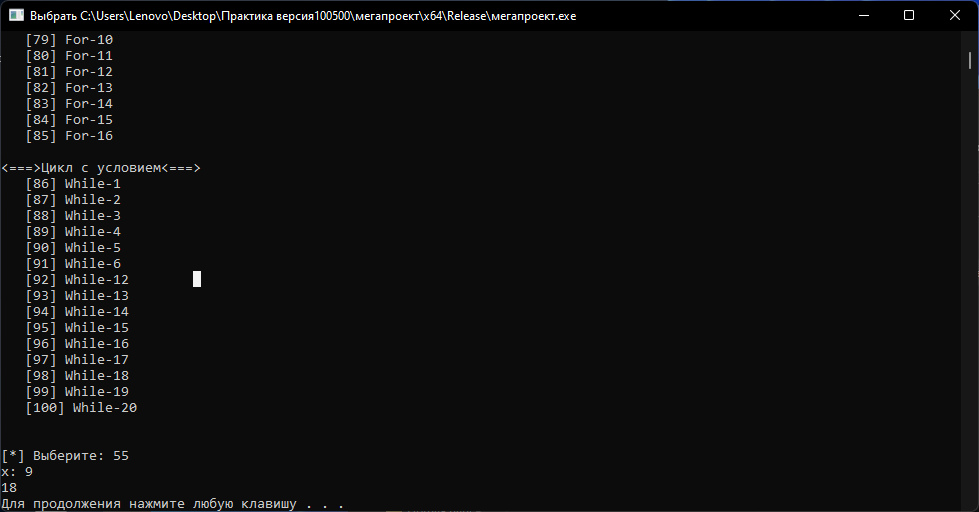 Выбрать C:\Users\Lenovo\Desktop\Практика версия100500\мегапроект\x64\Release\мегапроект.exe
[79] For-10
[80] For-11
[81] For-12
[82] For-13
[83] For-14
[84] For-15
[85] For-16
<===>Цикл с условием<===>
[86] While-1
[87] While-2
[88] While-3
[89] While-4
[90] While-5
[91] While-6
[92] While-12
[93] While-13
[94] While-14
[95] While-15
[96] While-16
[97] While-17
[98] While-18
[99] While-19
[100] While-20
[*] Выберите: 55
x: 9
18
Для продолжения нажмите любую клавишу . . .